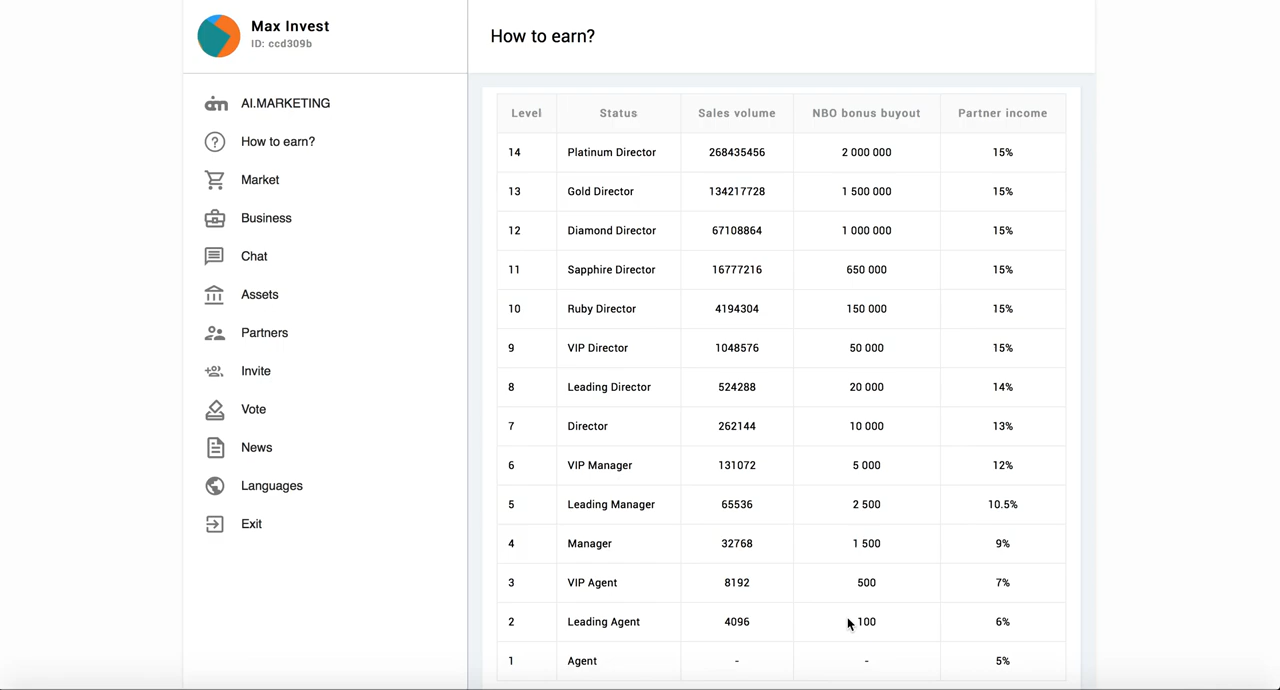 Max Invest
ID: ccd309b
How to earn?
am
AI.MARKETING
How to earn?
Market
Business
Chat
Assets
Partners
Invite
Vote
News
Languages
Exit
Level Status Sales volume NBO bonus buyout Partner income
14 Platinum Director 268435456 2 000 000 15%
13 Gold Director 134217728 1 500 000 15%
12 Diamond Director 67108864 1 000 000 15%
11 Sapphire Director 16777216 650 000 15%
10 Ruby Director 4194304 150 000 15%
9 VIP Director 1048576 50 000 15%
8 Leading Director 524288 20 000 14%
7 Director 262144 10 000 13%
6 VIP Manager 131072 5 000 12%
5 Leading Manager 65536 2 500 10.5%
4 Manager 32768 1 500 9%
3 VIP Agent 8192 500 7%
2 Leading Agent 4096 100 6%
1 Agent - - 5%